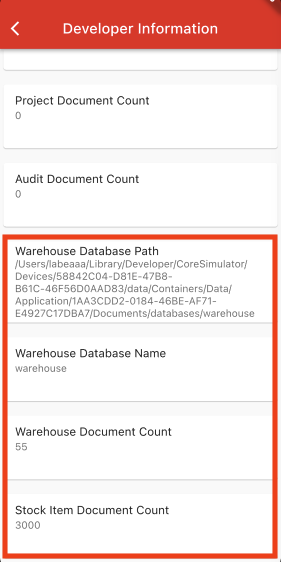 Developer Information
Project Document Count
0
Audit Document Count
0
Warehouse Database Path
/Users/labeaaa/Library/Developer/CoreSimulator/
Devices/58842C04-D81E-47B8-
B61C-46F56D0AAD83/data/Containers/Data/
Application/1AA3CDD2-0184-46BE-AF71-
E4927C17DBA7/Documents/databases/warehouse
Warehouse Database Name
warehouse
Warehouse Document Count
55
Stock Item Document Count
3000